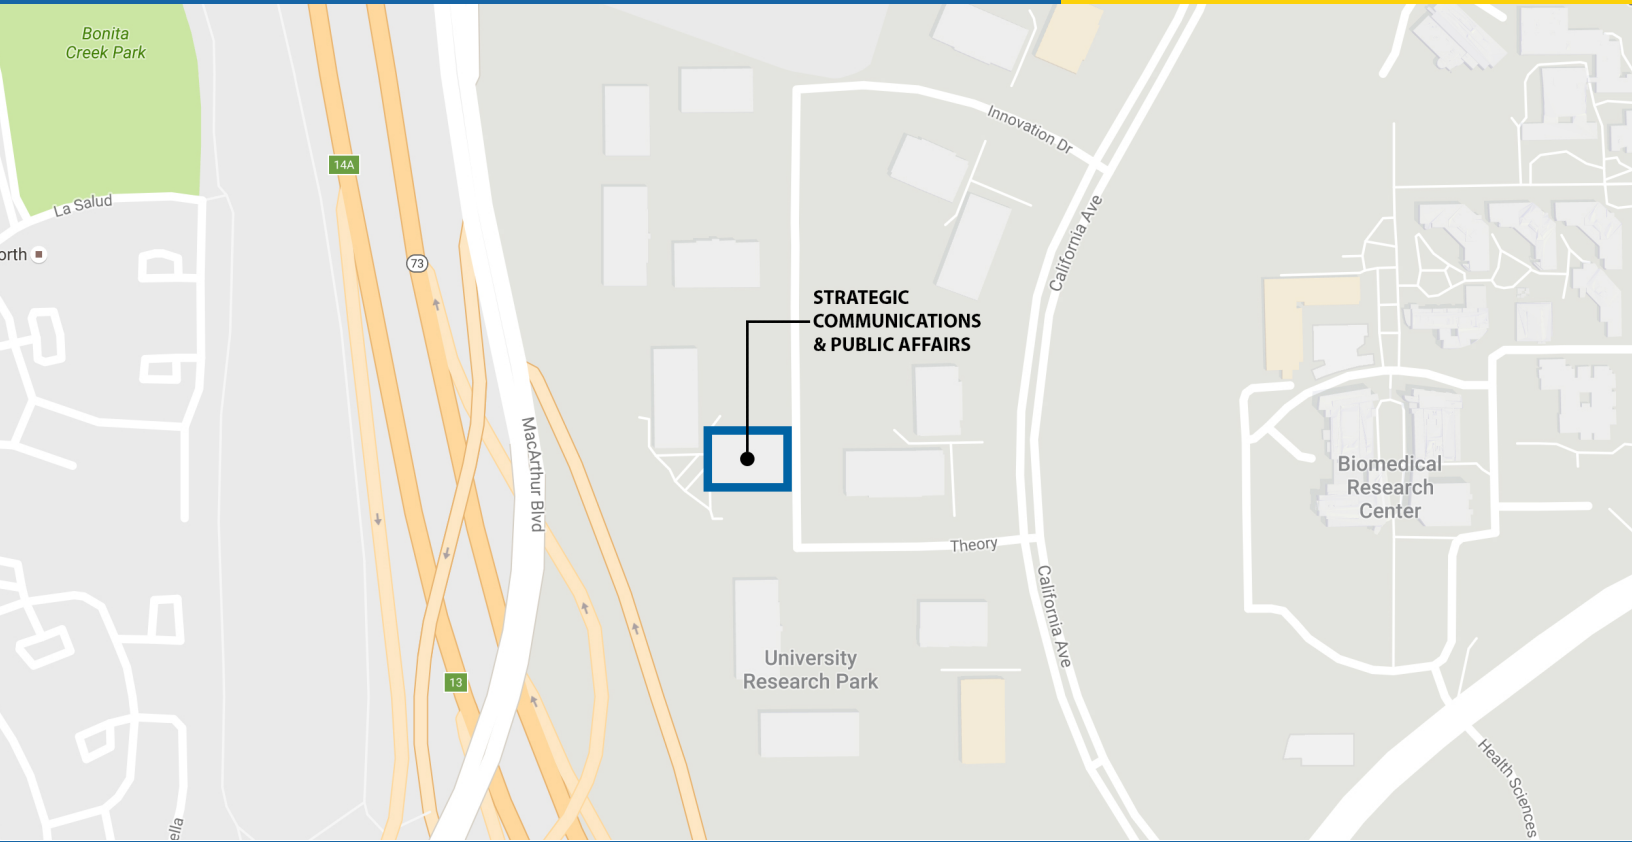 Bonita
Creek Park
Innovation Dr
14A
La Salud
California Ave
orth
73
STRATEGIC
COMMUNICATIONS
& PUBLIC AFFAIRS
MacArthur Blvd
Biomedical
Research
Center
Theory
California Ave
University
Research Park
13
Health Sciences
ella